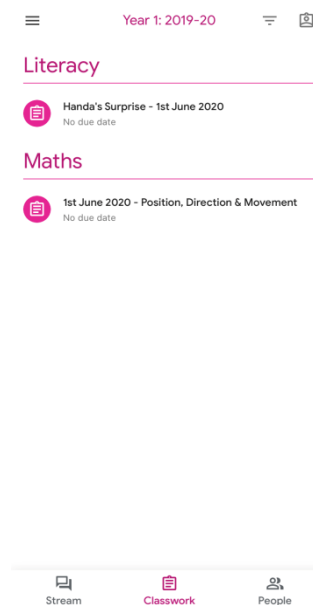 Year 1: 2019-20
Literacy
Handa's Surprise - 1st June 2020
No due date
Maths
1st June 2020 - Position, Direction & Movement
No due date
Stream
Classwork
People